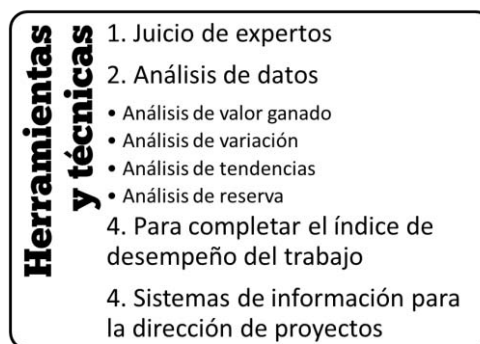 Herramientas
y técnicas
1. Juicio de expertos
2. Análisis de datos
• Análisis de valor ganado
• Análisis de variación
• Análisis de tendencias
• Análisis de reserva
4. Para completar el índice de
desempeño del trabajo
4. Sistemas de información para
la dirección de proyectos